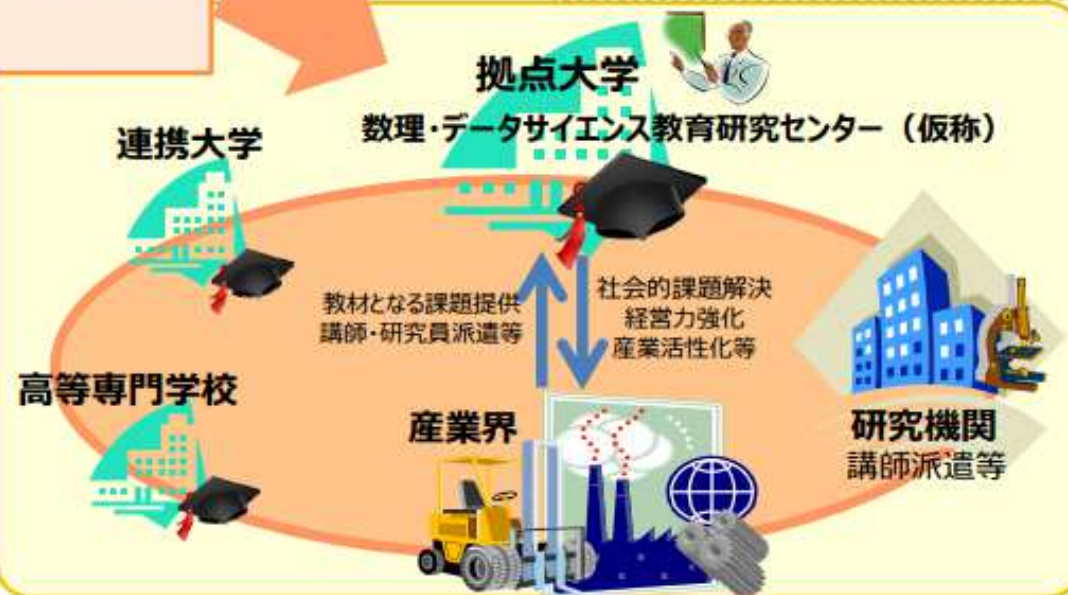 拠点大学
数理・データサイエンス教育研究センター（仮称）
連携大学
教材となる課題提供
講師・研究員派遣等
社会的課題解決
経営力強化
産業活性化等
高等専門学校
産業界
研究機関
講師派遣等